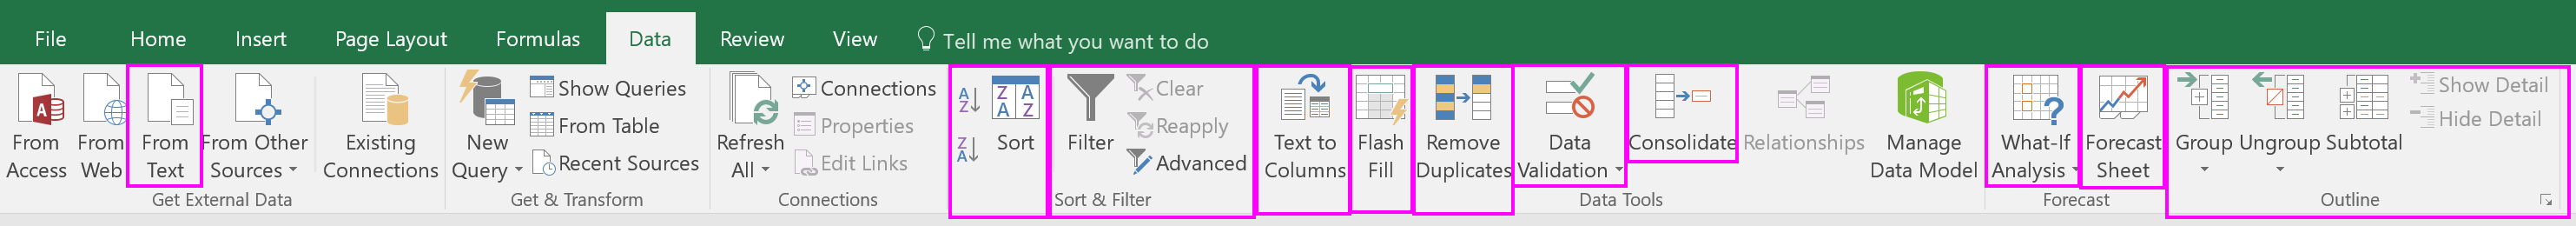 File Home Insert Page Layout Formulas Data Review View Tell me what you want to do
From Access
From Web
From Text
From Other Sources
Existing Connections
Get External Data
New Query
Show Queries
From Table
Recent Sources
Get & Transform
Refresh All
Connections
Properties
Edit Links
Connections
Sort
Filter
Clear
Reapply
Advanced
Sort & Filter
Text to Columns
Flash Fill
Remove Duplicates
Data Validation
Consolidate
Relationships
Manage Data Model
Data Tools
What-If Analysis
Forecast Sheet
Forecast
Group
Ungroup
Subtotal
Show Detail
Hide Detail
Outline